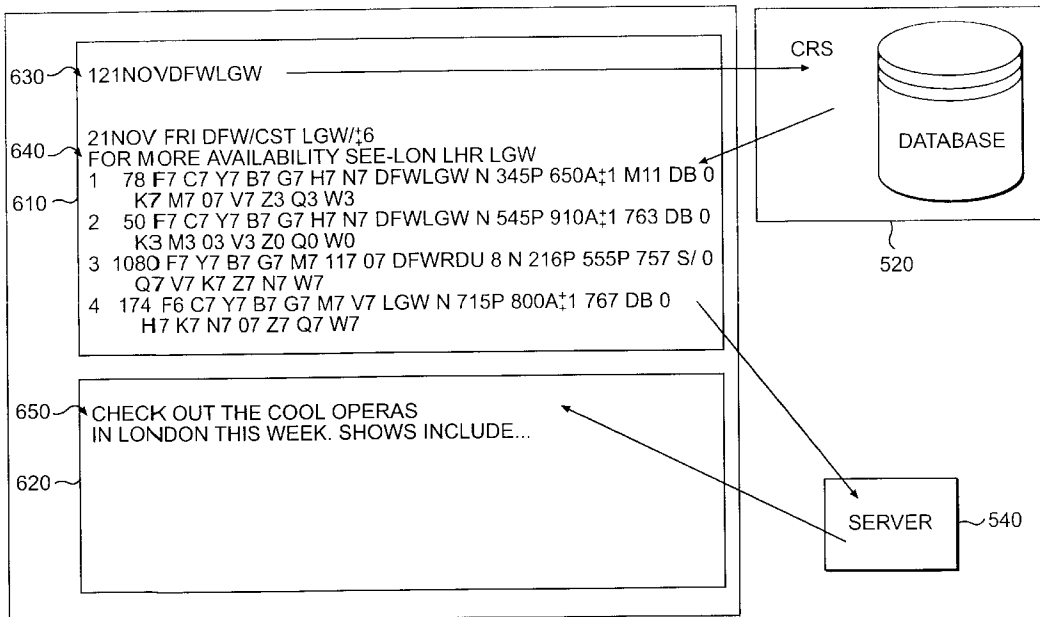 630
121NOVDFWLGW
CRS
DATABASE
520
640
21NOV FRI DFW/CST LGW/‡6
FOR MORE AVAILABILITY SEE-LON LHR LGW
610
1 78 F7 C7 Y7 B7 G7 H7 N7 DFWLGW N 345P 650A‡1 M11 DB 0
K7 M7 07 V7 Z3 Q3 W3
2 50 F7 C7 Y7 B7 G7 H7 N7 DFWLGW N 545P 910A‡1 763 DB 0
K3 M3 03 V3 Z0 Q0 W0
3 1080 F7 Y7 B7 G7 M7 117 07 DFWRDU 8 N 216P 555P 757 S/ 0
Q7 V7 K7 Z7 N7 W7
4 174 F6 C7 Y7 B7 G7 M7 V7 LGW N 715P 800A‡1 767 DB 0
H7 K7 N7 07 Z7 Q7 W7
650
CHECK OUT THE COOL OPERAS
IN LONDON THIS WEEK. SHOWS INCLUDE...
620
SERVER
540